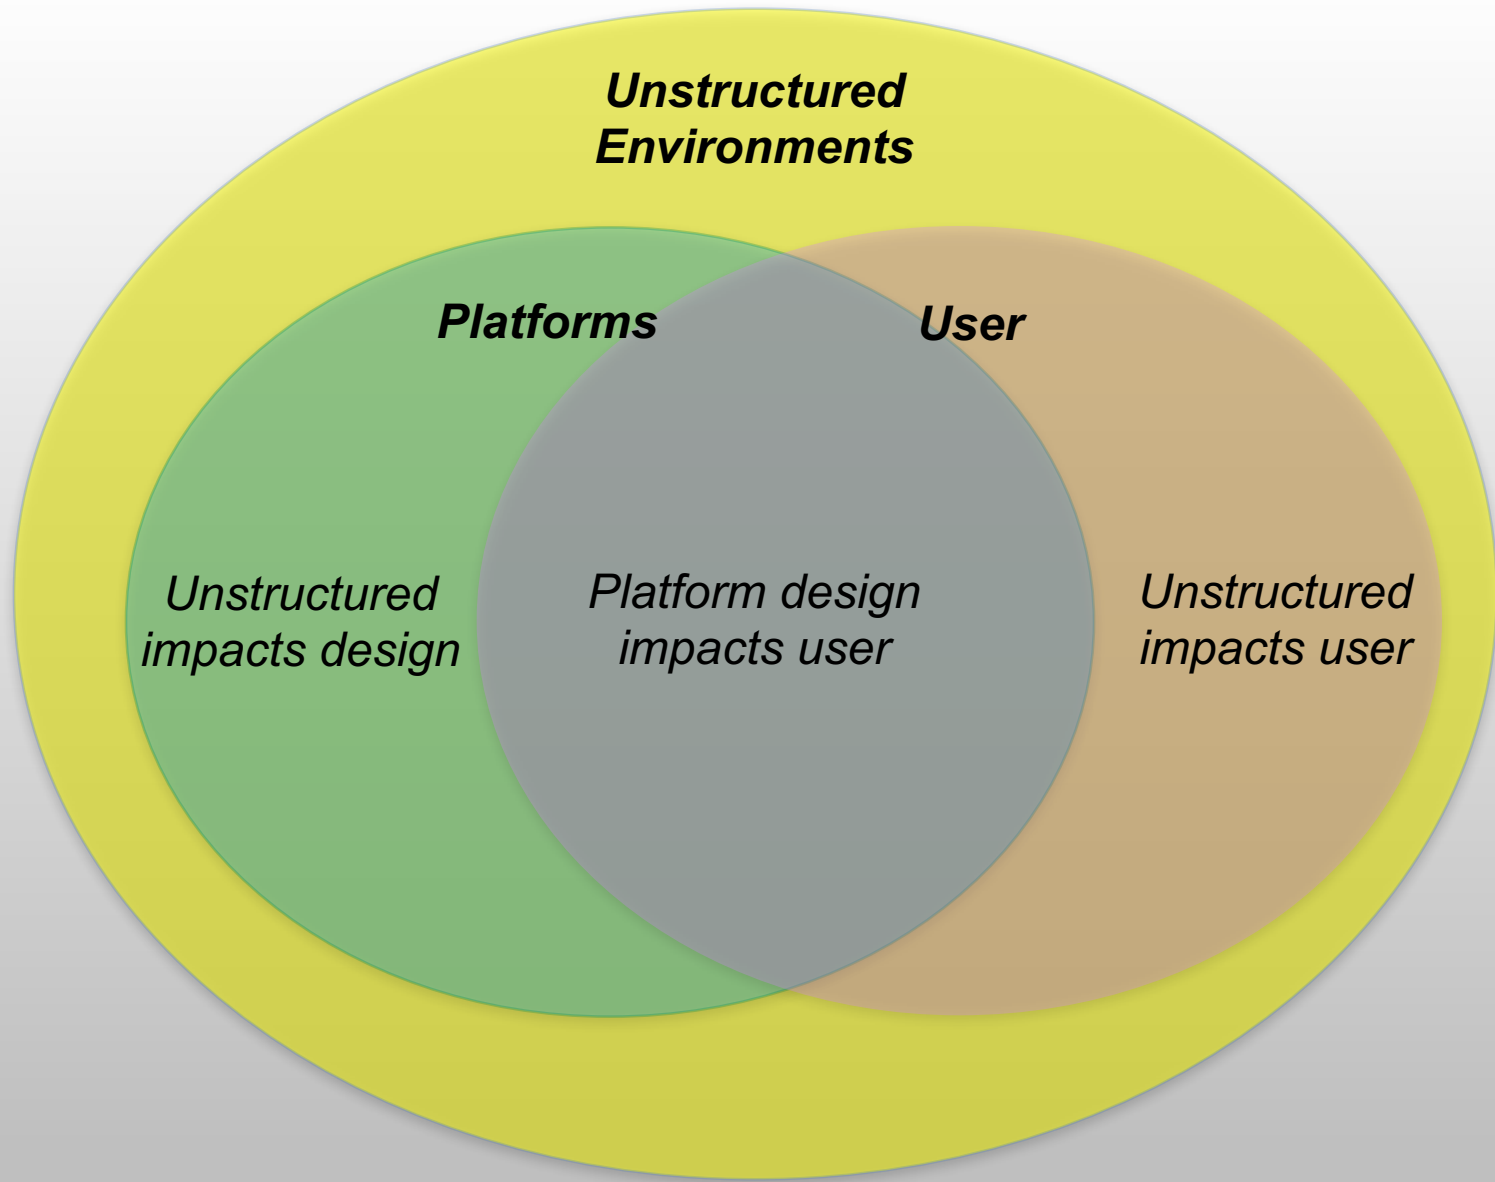 Unstructured
Environments
Platforms
User
Unstructured
impacts design
Platform design
impacts user
Unstructured
impacts user